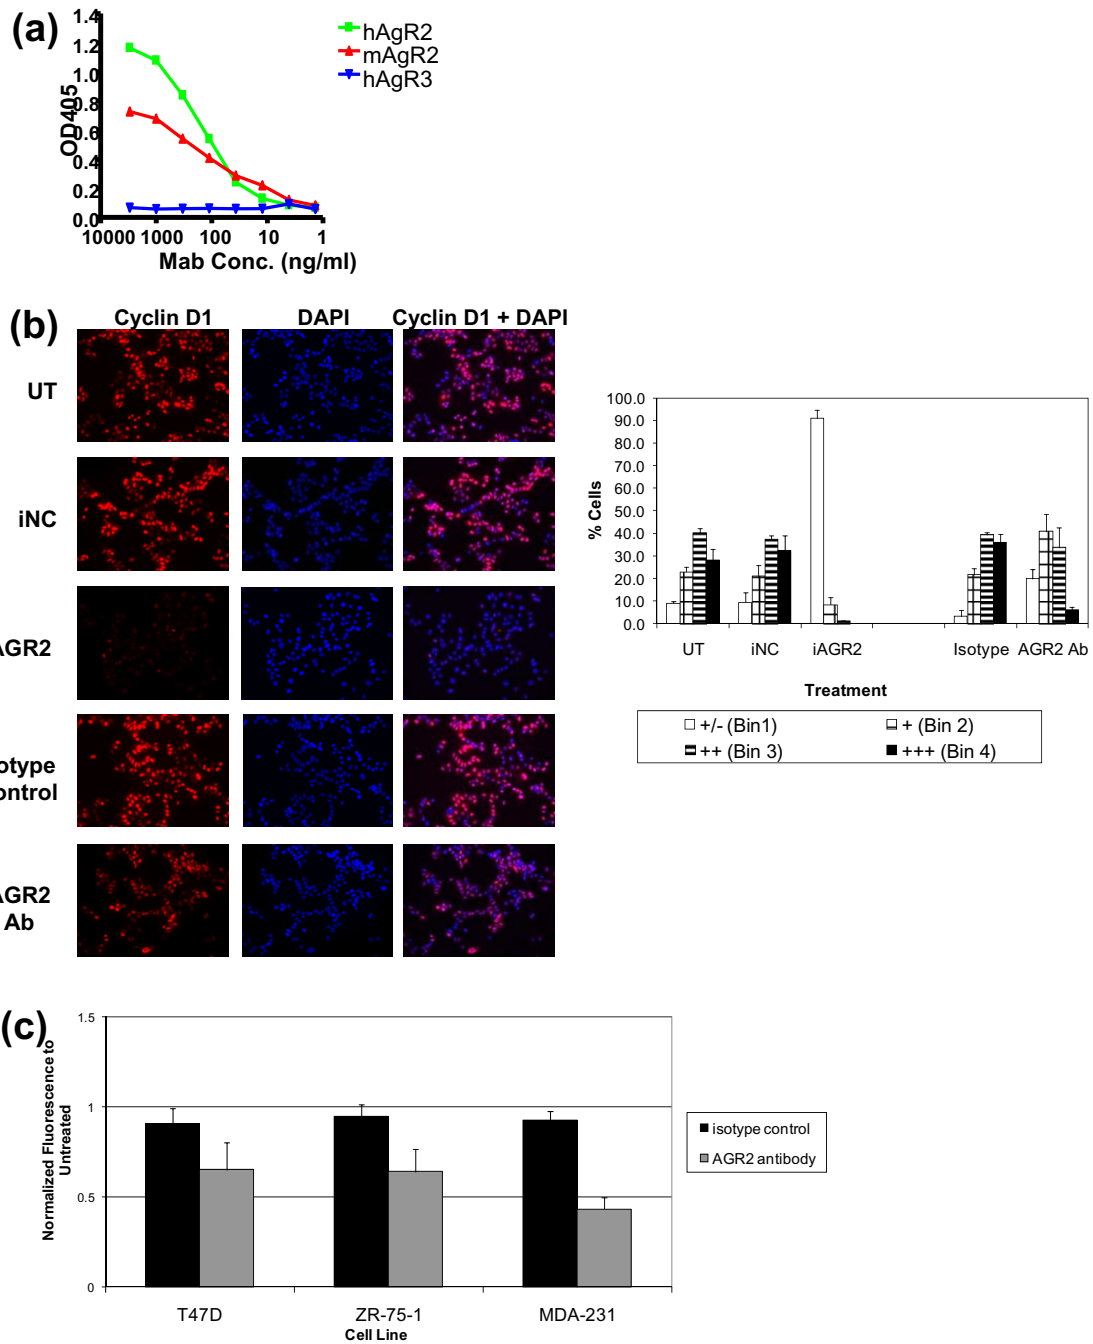 (a)
1.4
1.2
1.0
0.8
0.6
0.4
0.2
0.0
OD405
10000 1000 100 10 1
Mab Conc. (ng/ml)
hAgR2
mAgR2
hAgR3
(b)
Cyclin D1 DAPI Cyclin D1 + DAPI
UT
iNC
AGR2
otype
ontrol
AGR2
Ab
100.0
90.0
80.0
70.0
60.0
50.0
40.0
30.0
20.0
10.0
0.0
% Cells
UT iNC iAGR2 Isotype AGR2 Ab
Treatment
+/- (Bin1) + (Bin 2)
++ (Bin 3) +++ (Bin 4)
(c)
1.5
1
0.5
0
Normalized Fluorescence to
Untreated
T47D ZR-75-1 MDA-231
Cell Line
isotype control
AGR2 antibody